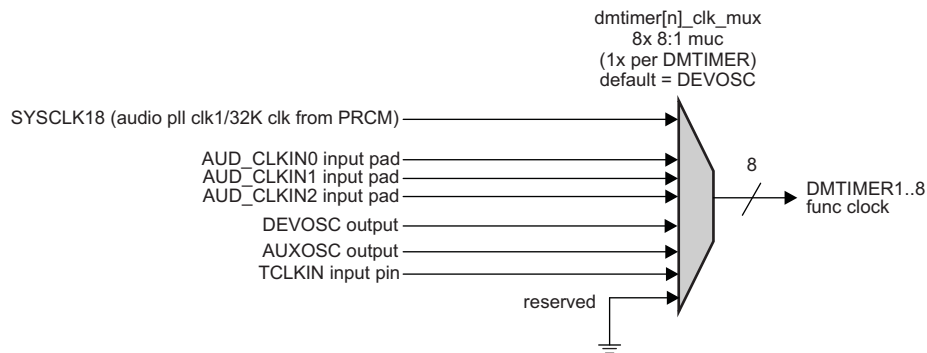 dmtimer[n]_clk_mux
8x 8:1 muc
(1x per DMTIMER)
default = DEVOSC
SYSCLK18 (audio pll clk1/32K clk from PRCM)
AUD_CLKIN0 input pad
AUD_CLKIN1 input pad
AUD_CLKIN2 input pad
DEVOSC output
AUXOSC output
TCLKIN input pin
reserved
8
DMTIMER1..8
func clock